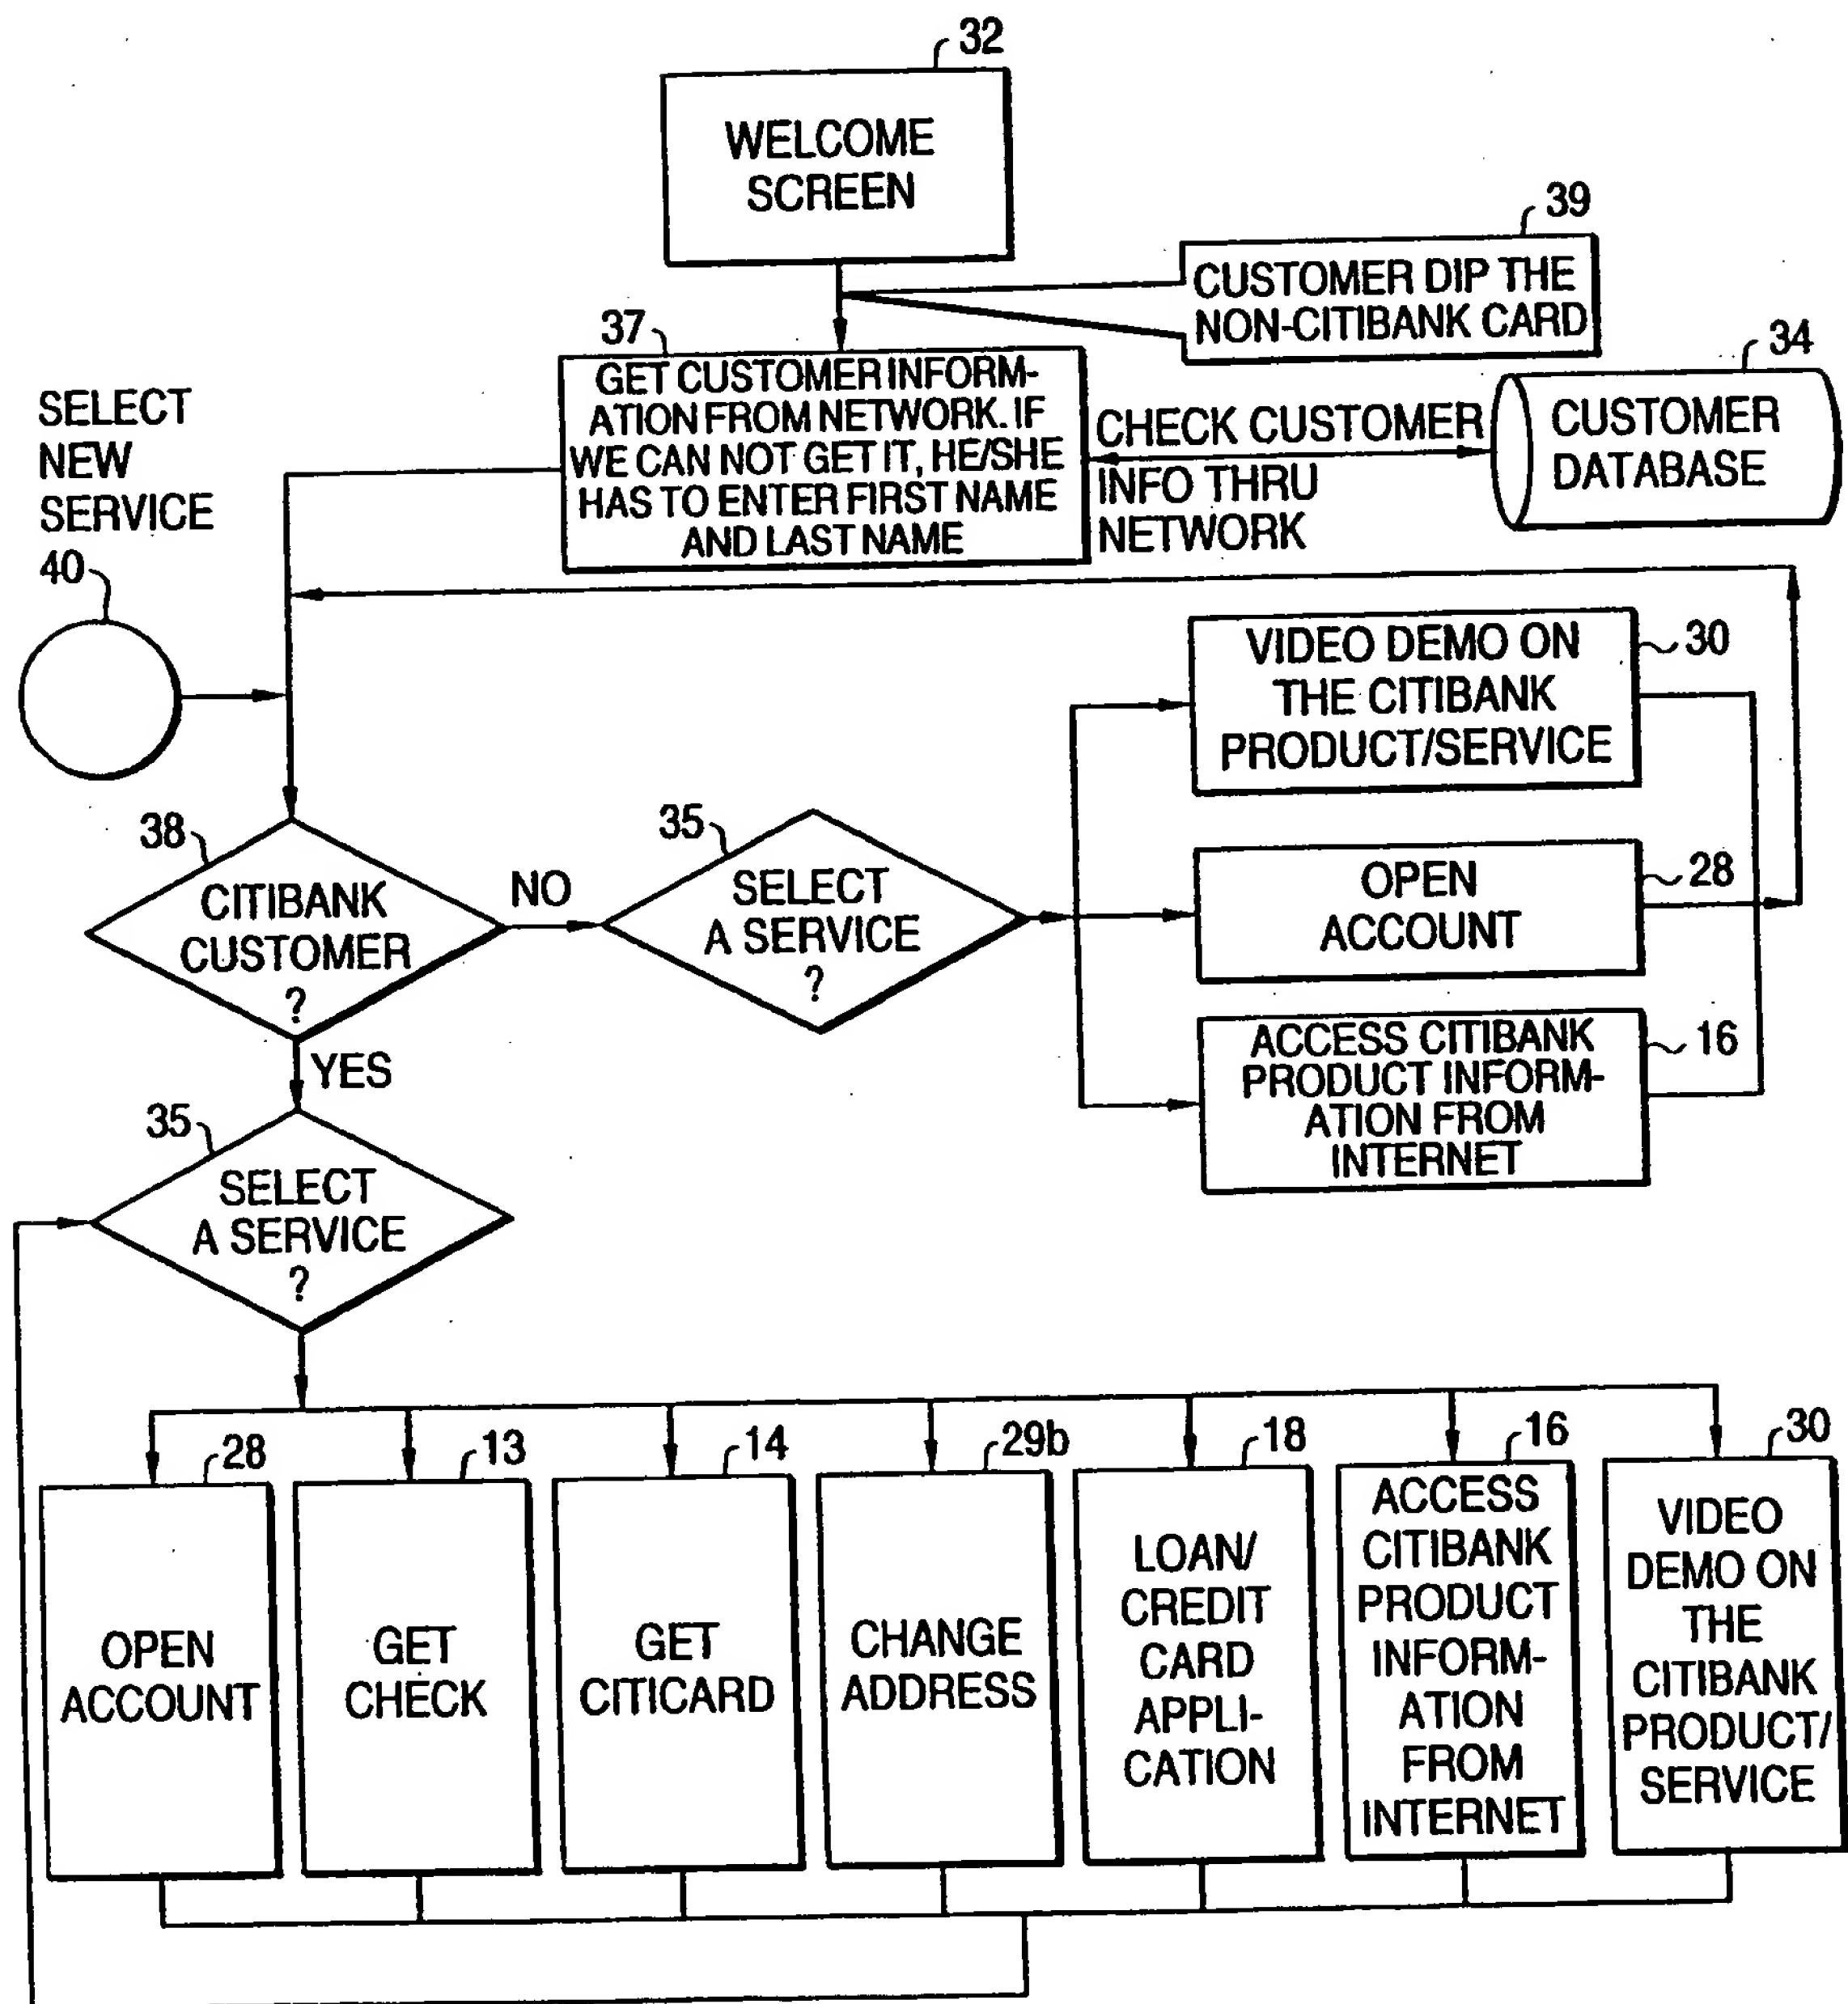 32
WELCOME
SCREEN
39
CUSTOMER DIP THE
NON-CITIBANK CARD
37
GET CUSTOMER INFORM-
ATION FROM NETWORK. IF
WE CAN NOT GET IT, HE/SHE
HAS TO ENTER FIRST NAME
AND LAST NAME
CHECK CUSTOMER
INFO THRU
NETWORK
34
CUSTOMER
DATABASE
SELECT
NEW
SERVICE
40
VIDEO DEMO ON
THE CITIBANK
PRODUCT/SERVICE
30
38
CITIBANK
CUSTOMER
?
NO
35
SELECT
A SERVICE
?
OPEN
ACCOUNT
28
ACCESS CITIBANK
PRODUCT INFORM-
ATION FROM
INTERNET
16
YES
35
SELECT
A SERVICE
?
28
OPEN
ACCOUNT
13
GET
CHECK
14
GET
CITICARD
29b
CHANGE
ADDRESS
18
LOAN/
CREDIT
CARD
APPLI-
CATION
16
ACCESS
CITIBANK
PRODUCT
INFORM-
ATION
FROM
INTERNET
30
VIDEO
DEMO ON
THE
CITIBANK
PRODUCT/
SERVICE